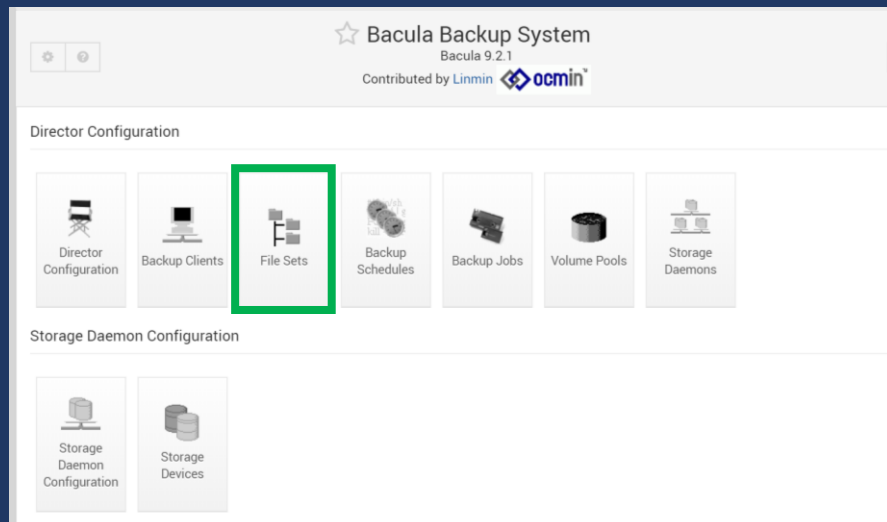 Bacula Backup System
Bacula 9.2.1
Contributed by Linmin ocmin
Director Configuration
Director
Configuration
Backup Clients
File Sets
Backup
Schedules
Backup Jobs
Volume Pools
Storage
Daemons
Storage Daemon Configuration
Storage
Daemon
Configuration
Storage
Devices